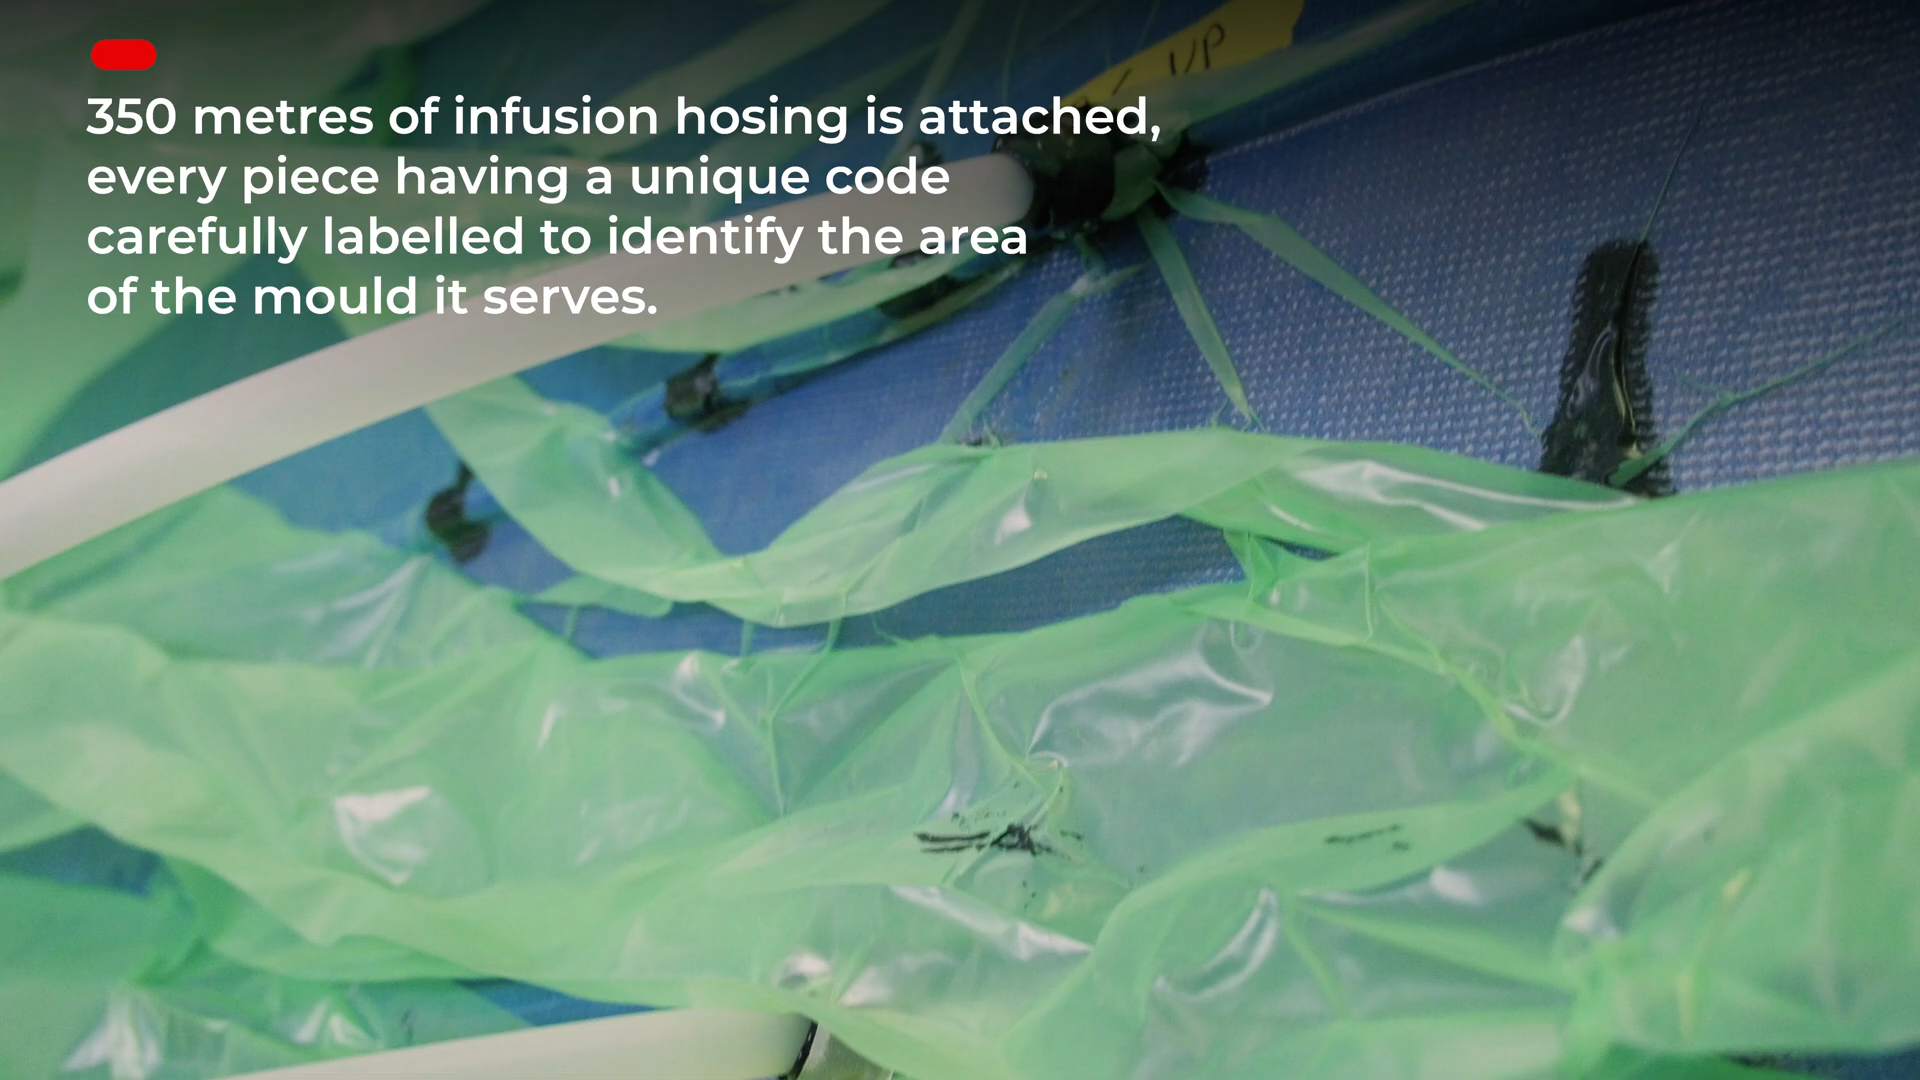 UP
350 metres of infusion hosing is attached,
every piece having a unique code
carefully labelled to identify the area
of the mould it serves.